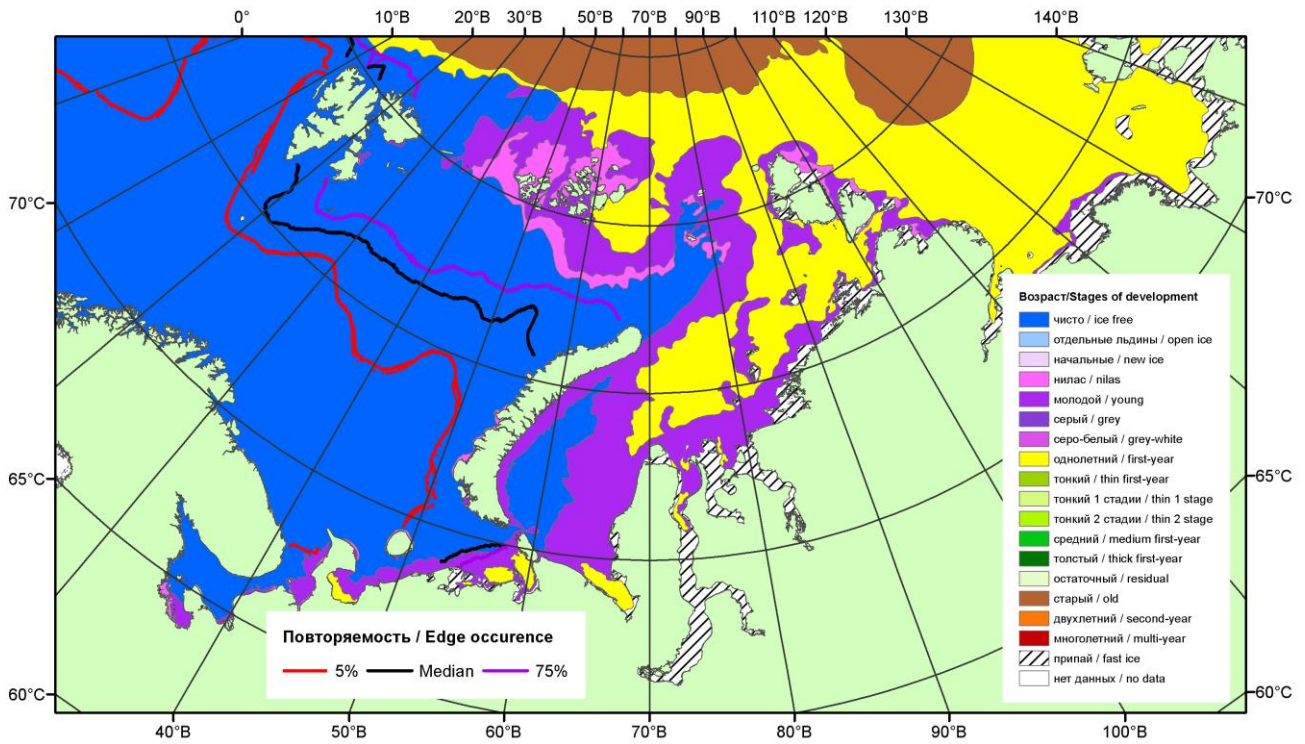 0° 10°В 20°В 30°В 50°В 70°В 90°В 110°В 120°В 130°В 140°В
70°С
70°С
65°С
65°С
60°С
60°С
Возраст/Stages of development
чисто / ice free
отдельные льдины / open ice
начальные / new ice
нилас / nilas
молодой / young
серый / grey
серо-белый / grey-white
однолетний / first-year
тонкий / thin first-year
тонкий 1 стадии / thin 1 stage
тонкий 2 стадии / thin 2 stage
средний / medium first-year
толстый / thick first-year
остаточный / residual
старый / old
двухлетний / second-year
многолетний / multi-year
припай / fast ice
нет данных / no data
Повторяемость / Edge occurence
5% Median 75%
40°В 50°В 60°В 70°В 80°В 90°В 100°В